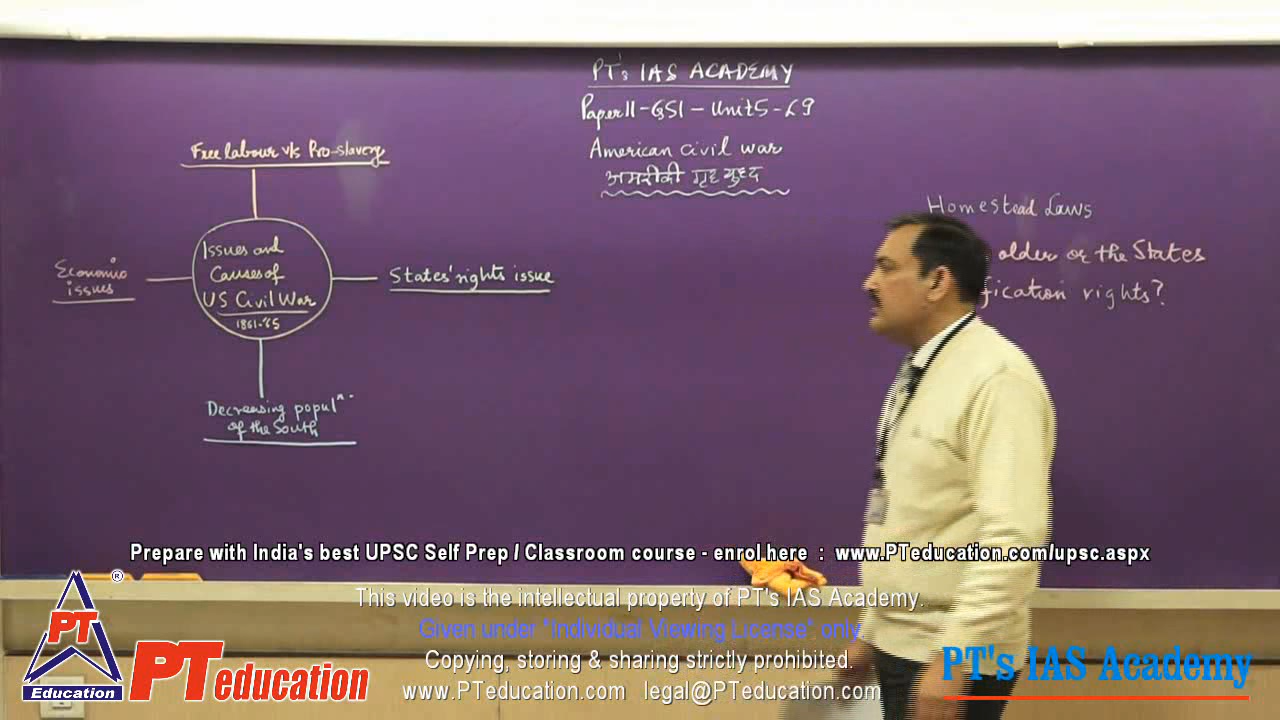 PT's IAS ACADEMY
Paper II - GSI - Unit 5 - L9
American civil war
अमरीकी गृह युद्ध
Free labour v/s Pro-slavery
Issues and
Causes of
US Civil War
1861-'65
Economic
issues
States' rights issue
Decreasing populⁿ.
of the South
Homestead Laws
older or the States
fication rights?
Prepare with India's best UPSC Self Prep / Classroom course - enrol here : www.PTeducation.com/upsc.aspx
This video is the intellectual property of PT's IAS Academy.
Given under "Individual Viewing License" only
Copying, storing & sharing strictly prohibited.
www.PTeducation.com legal@PTeducation.com
PT
Education
®
PT education
PT's IAS Academy